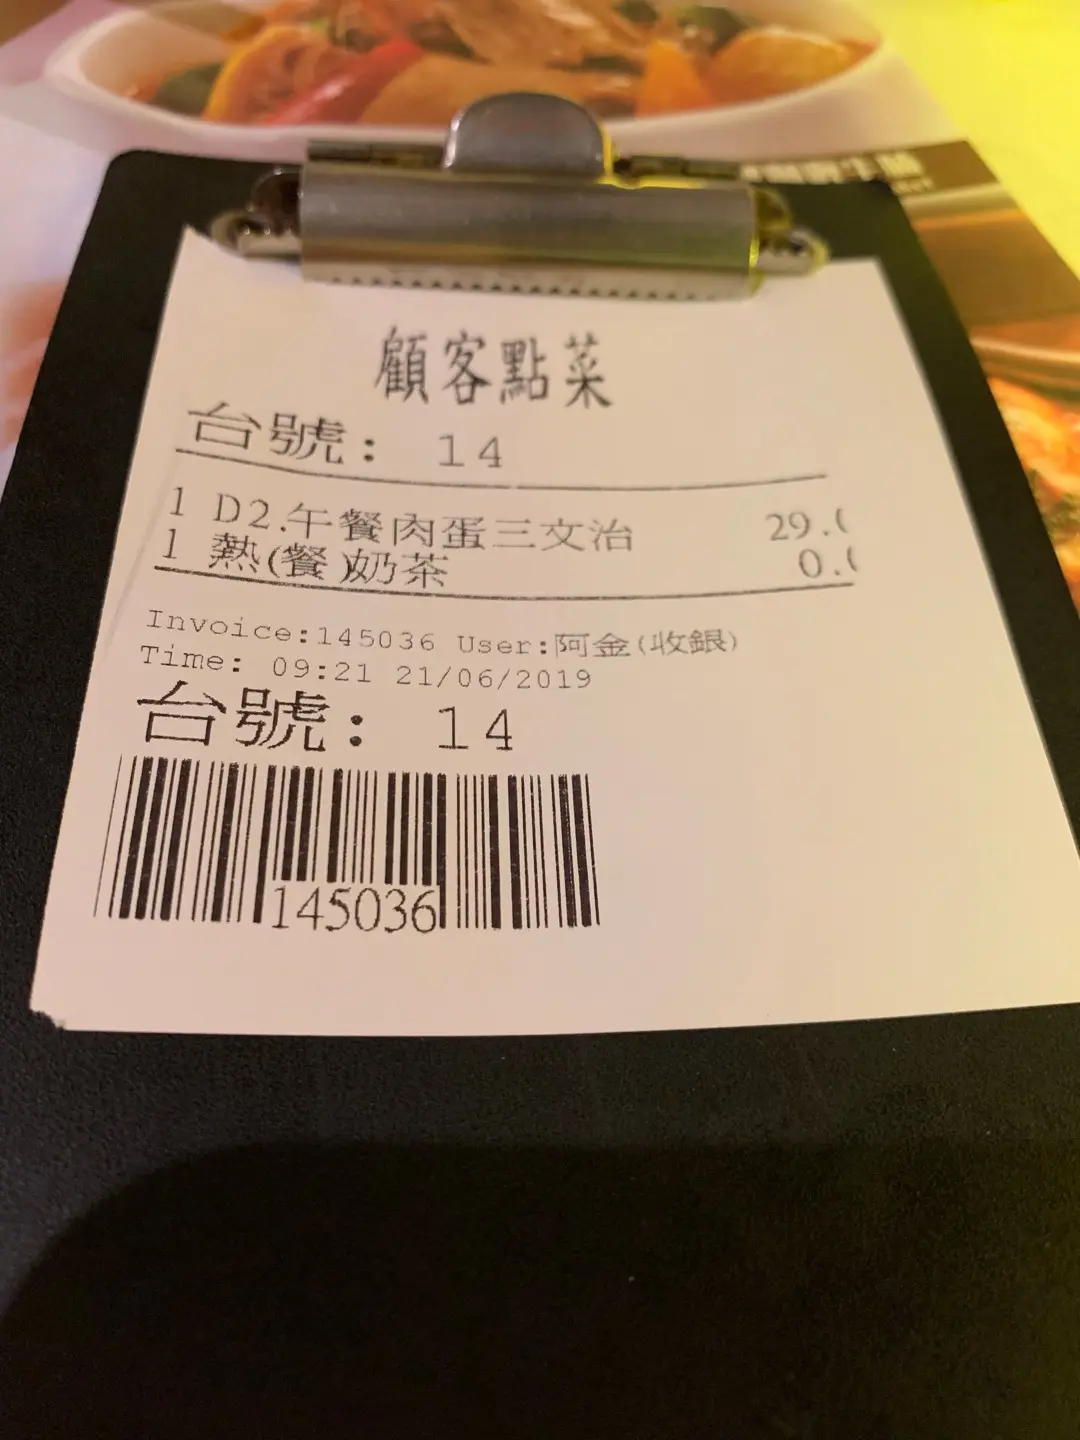 顧客點菜
台號: 14
1 D2.午餐肉蛋三文治 29.(
1 熱(餐)奶茶 0.(
Invoice:145036 User:阿金(收銀)
Time: 09:21 21/06/2019
台號: 14
145036